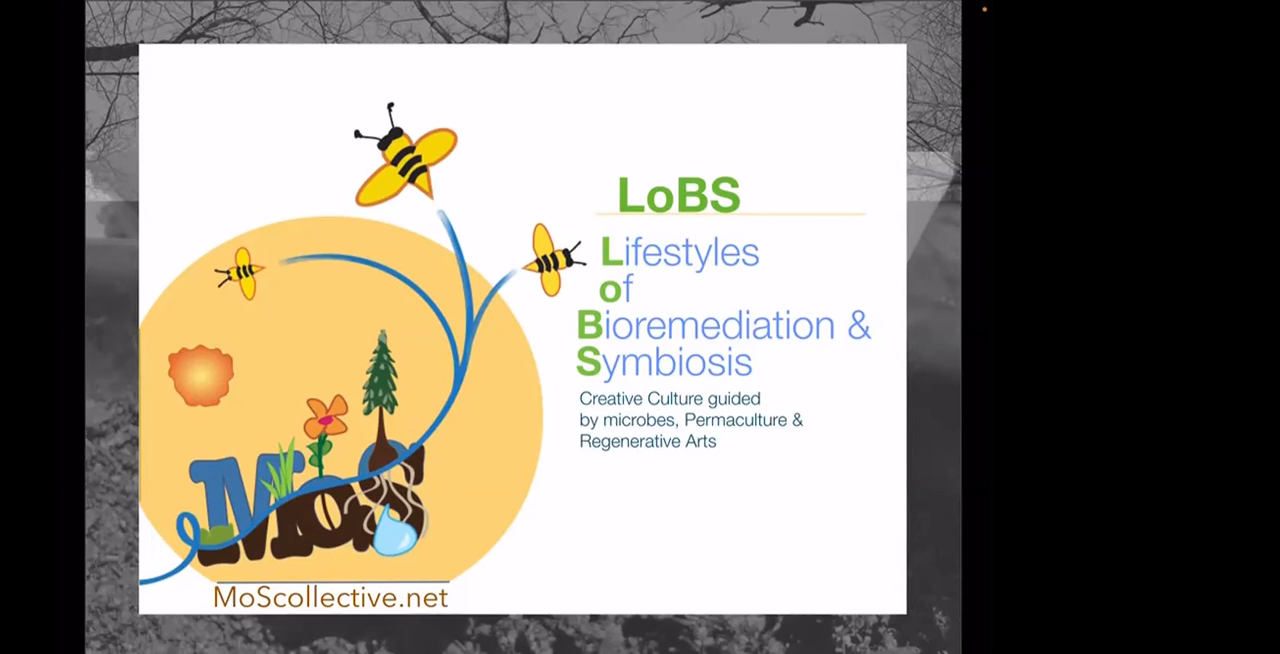 LoBS
Lifestyles
of
Bioremediation &
Symbiosis
Creative Culture guided
by microbes, Permaculture &
Regenerative Arts
MoS
MoScollective.net